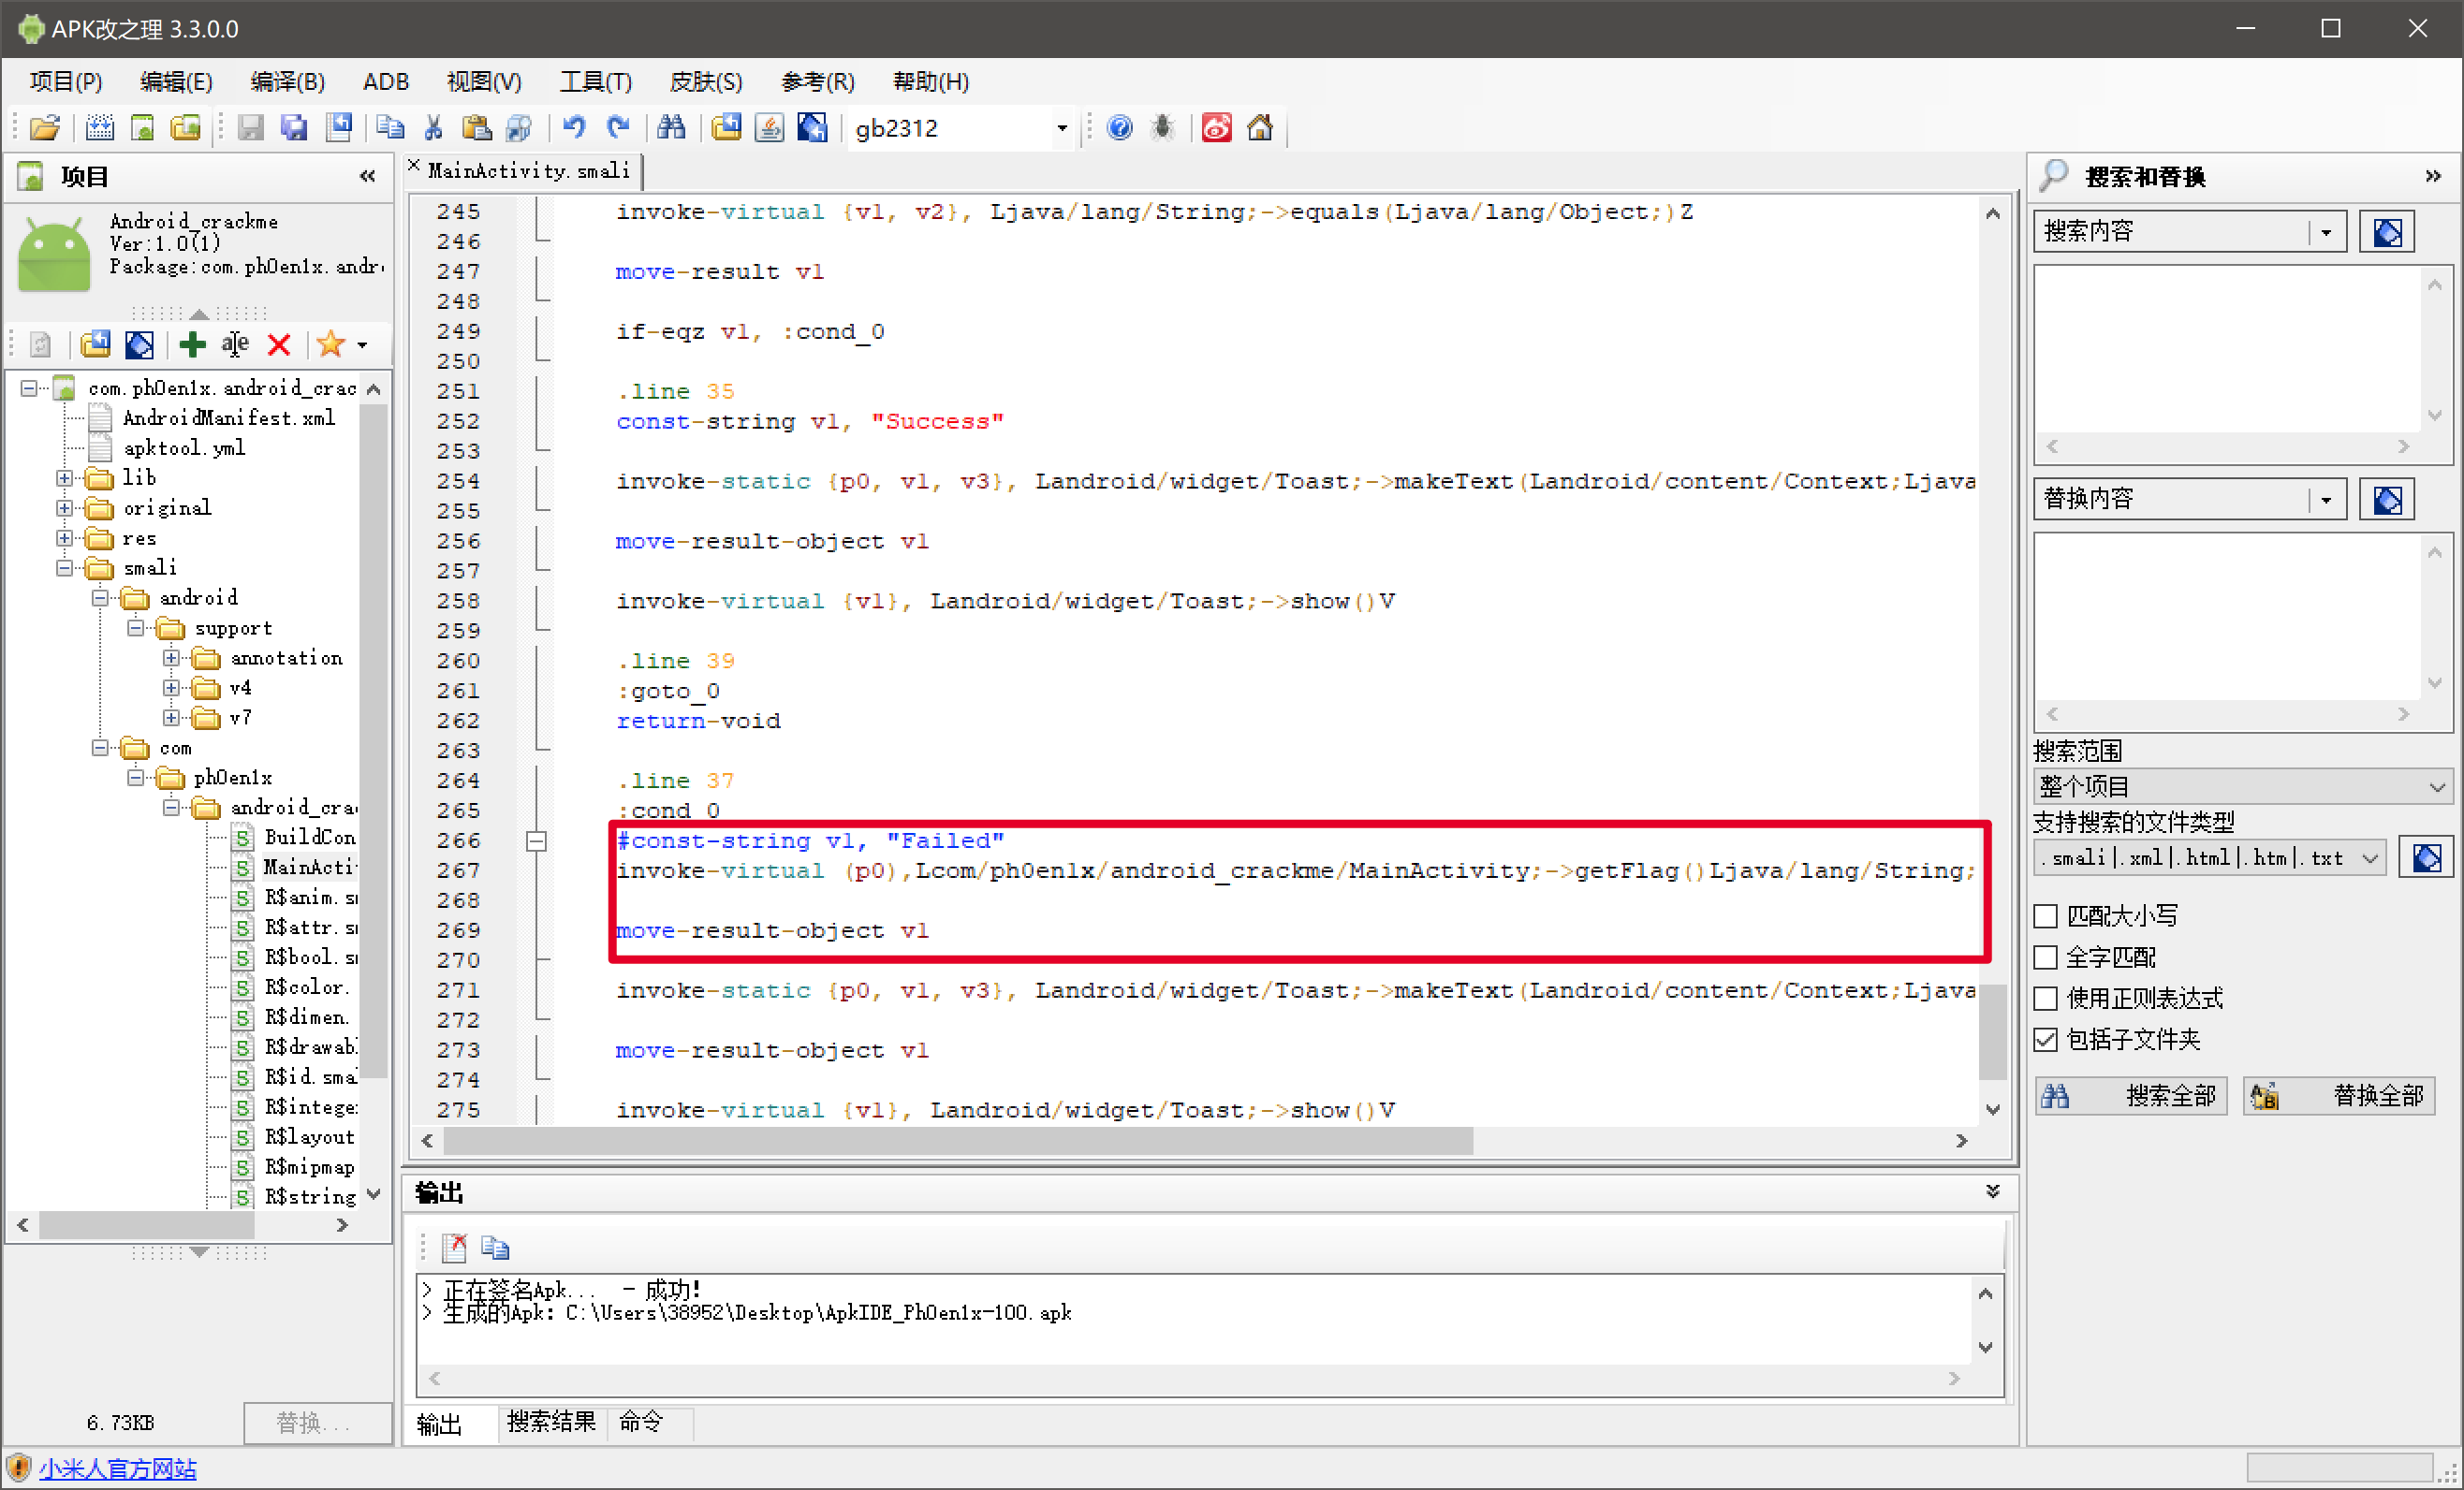 APK改之理 3.3.0.0
项目(P) 编辑(E) 编译(B) ADB 视图(V) 工具(T) 皮肤(S) 参考(R) 帮助(H)
gb2312
项目
Android_crackme
Ver:1.0(1)
Package:com.ph0en1x.andr
com.ph0en1x.android_crac
AndroidManifest.xml
apktool.yml
lib
original
res
smali
android
support
annotation
v4
v7
com
ph0en1x
android_cra
BuildCon
MainActi
R$anim.s
R$attr.s
R$bool.s
R$color.
R$dimen.
R$drawab
R$id.sma
R$intege
R$layout
R$mipmap
R$string
6.73KB
替换...
MainActivity.smali
245 invoke-virtual {v1, v2}, Ljava/lang/String;->equals(Ljava/lang/Object;)Z
246
247 move-result v1
248
249 if-eqz v1, :cond_0
250
251 .line 35
252 const-string v1, "Success"
253
254 invoke-static {p0, v1, v3}, Landroid/widget/Toast;->makeText(Landroid/content/Context;Ljava
255
256 move-result-object v1
257
258 invoke-virtual {v1}, Landroid/widget/Toast;->show()V
259
260 .line 39
261 :goto_0
262 return-void
263
264 .line 37
265 :cond_0
266 #const-string v1, "Failed"
267 invoke-virtual (p0),Lcom/ph0en1x/android_crackme/MainActivity;->getFlag()Ljava/lang/String;
268
269 move-result-object v1
270
271 invoke-static {p0, v1, v3}, Landroid/widget/Toast;->makeText(Landroid/content/Context;Ljava
272
273 move-result-object v1
274
275 invoke-virtual {v1}, Landroid/widget/Toast;->show()V
输出
> 正在签名Apk... - 成功!
> 生成的Apk: C:\Users\38952\Desktop\ApkIDE_Ph0en1x-100.apk
输出 搜索结果 命令
搜索和替换
搜索内容
替换内容
搜索范围
整个项目
支持搜索的文件类型
.smali|.xml|.html|.htm|.txt
匹配大小写
全字匹配
使用正则表达式
包括子文件夹
搜索全部 替换全部
小米人官方网站